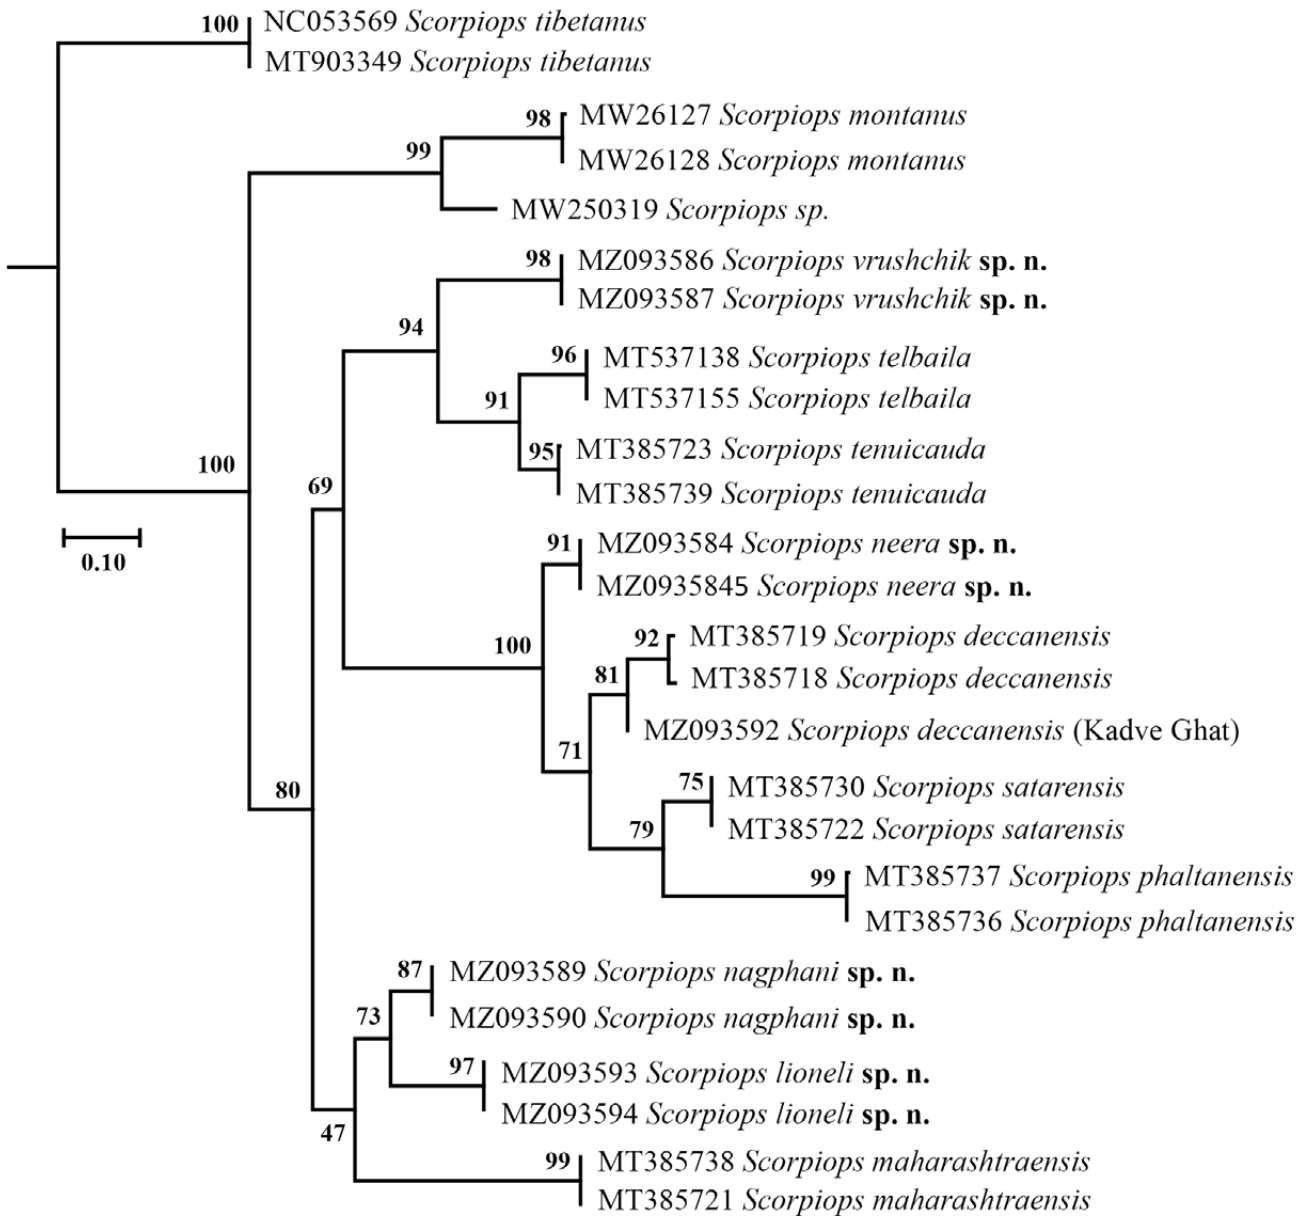 100
NC053569 Scorpiops tibetanus
MT903349 Scorpiops tibetanus
98
MW26127 Scorpiops montanus
99
MW26128 Scorpiops montanus
MW250319 Scorpiops sp.
98
MZ093586 Scorpiops vrushchik sp. n.
MZ093587 Scorpiops vrushchik sp. n.
94
96
MT537138 Scorpiops telbaila
91
MT537155 Scorpiops telbaila
95
MT385723 Scorpiops tenuicauda
100
69
MT385739 Scorpiops tenuicauda
0.10
91
MZ093584 Scorpiops neera sp. n.
MZ0935845 Scorpiops neera sp. n.
100
92
MT385719 Scorpiops deccanensis
81
MT385718 Scorpiops deccanensis
71
MZ093592 Scorpiops deccanensis (Kadve Ghat)
80
75
MT385730 Scorpiops satarensis
79
MT385722 Scorpiops satarensis
99
MT385737 Scorpiops phaltanensis
MT385736 Scorpiops phaltanensis
87
MZ093589 Scorpiops nagphani sp. n.
73
MZ093590 Scorpiops nagphani sp. n.
97
MZ093593 Scorpiops lioneli sp. n.
MZ093594 Scorpiops lioneli sp. n.
47
99
MT385738 Scorpiops maharashtraensis
MT385721 Scorpiops maharashtraensis